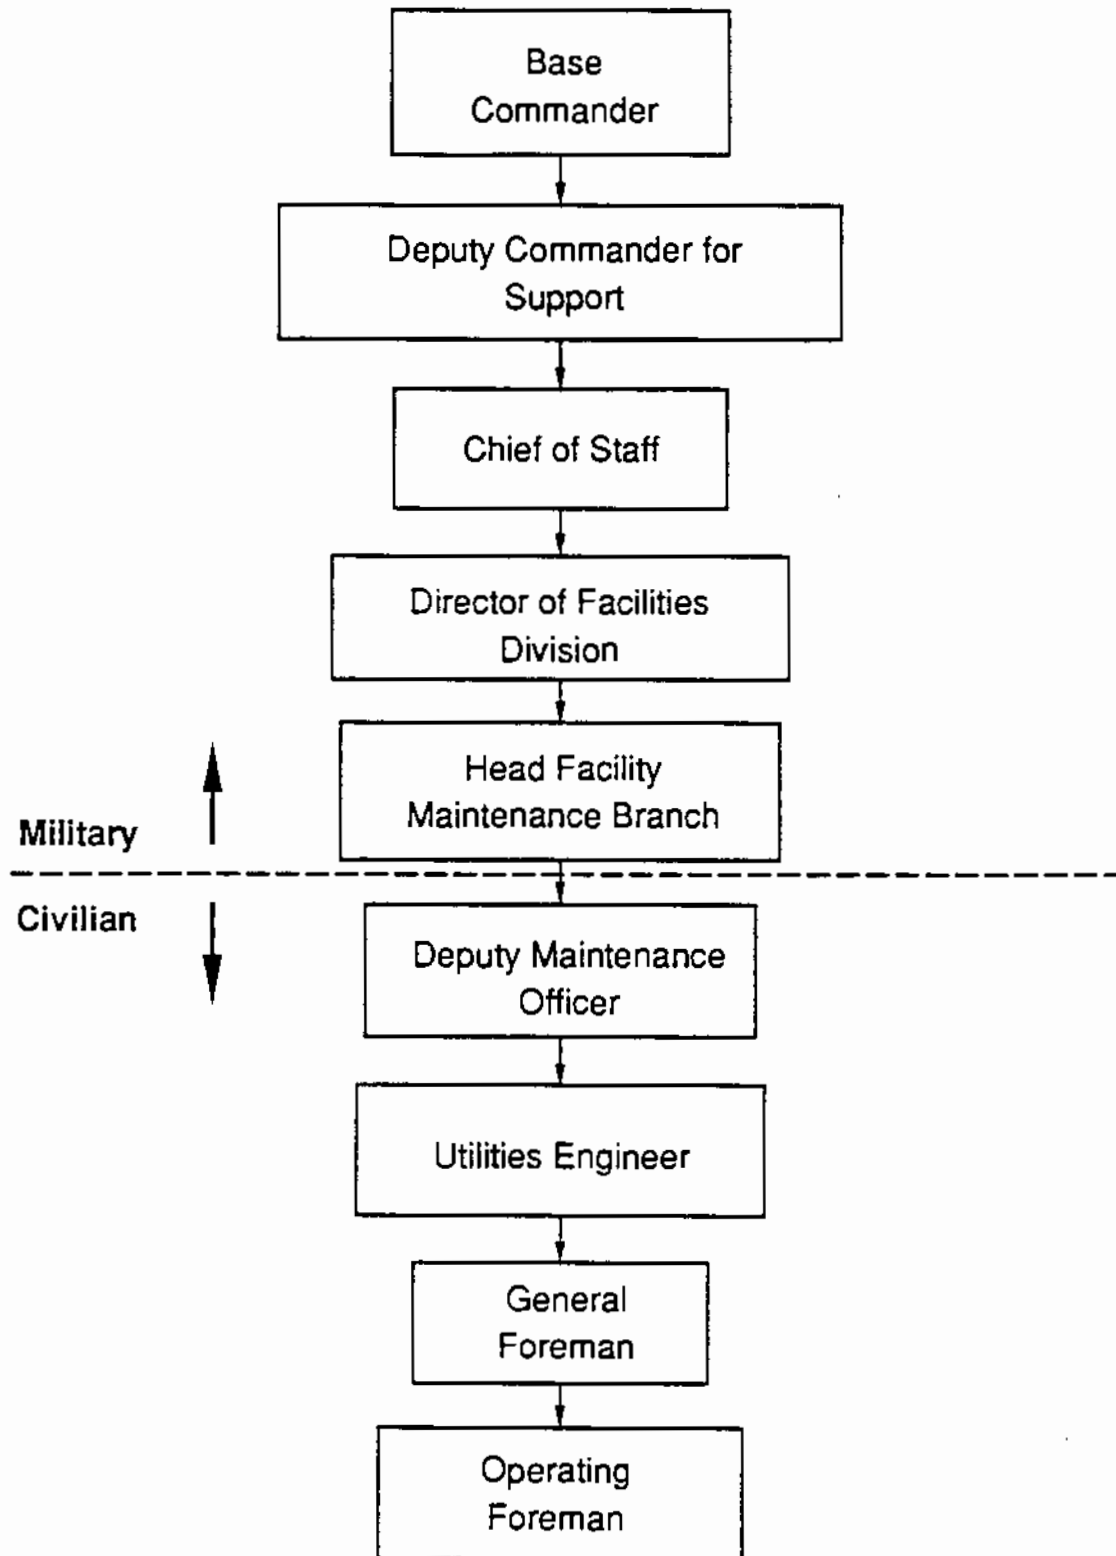 Base
Commander
Deputy Commander for
Support
Chief of Staff
Director of Facilities
Division
Head Facility
Maintenance Branch
Military
Civilian
Deputy Maintenance
Officer
Utilities Engineer
General
Foreman
Operating
Foreman